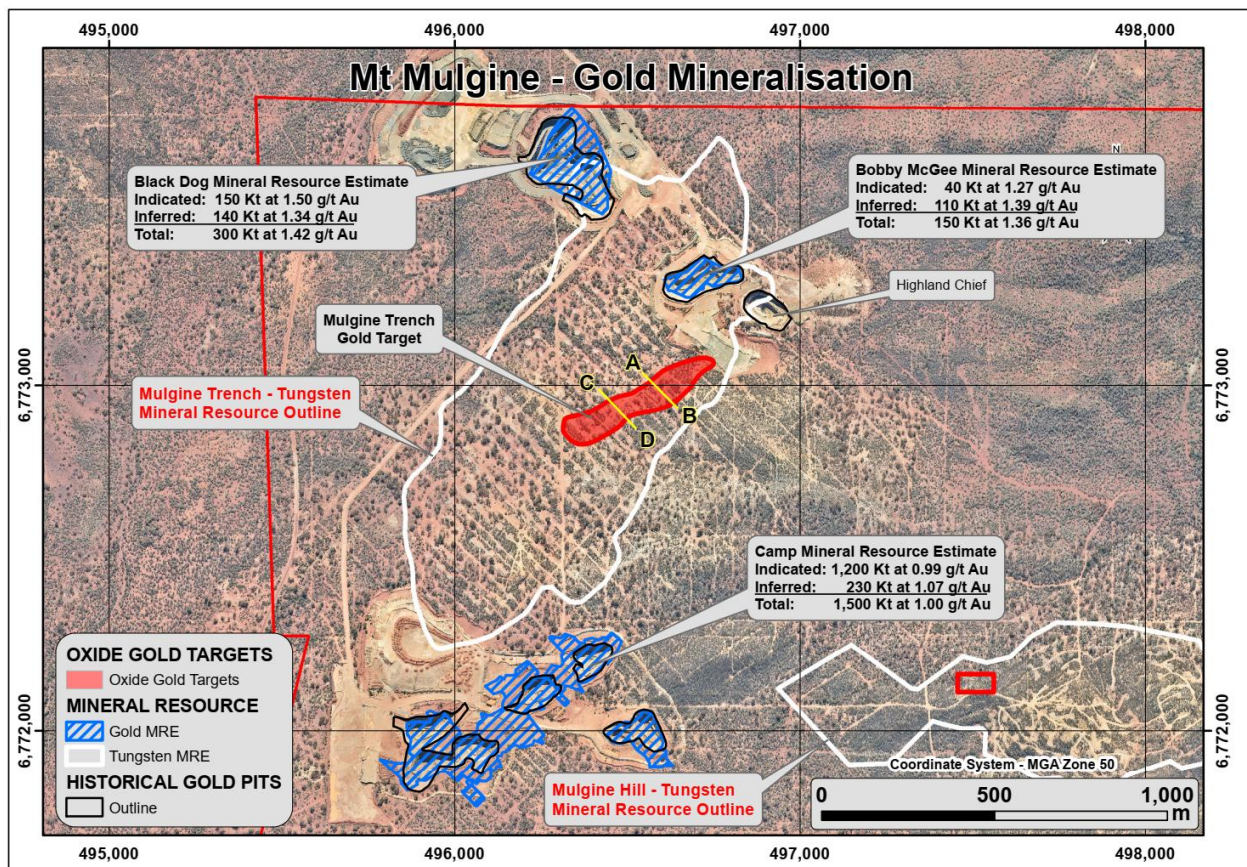 495,000
496,000
497,000
498,000
Mt Mulgine - Gold Mineralisation
Black Dog Mineral Resource Estimate
Indicated: 150 Kt at 1.50 g/t Au
Inferred: 140 Kt at 1.34 g/t Au
Total: 300 Kt at 1.42 g/t Au
Bobby McGee Mineral Resource Estimate
Indicated: 40 Kt at 1.27 g/t Au
Inferred: 110 Kt at 1.39 g/t Au
Total: 150 Kt at 1.36 g/t Au
Highland Chief
Mulgine Trench
Gold Target
A
C
B
D
6,773,000
6,773,000
Mulgine Trench - Tungsten
Mineral Resource Outline
Camp Mineral Resource Estimate
Indicated: 1,200 Kt at 0.99 g/t Au
Inferred: 230 Kt at 1.07 g/t Au
Total: 1,500 Kt at 1.00 g/t Au
OXIDE GOLD TARGETS
Oxide Gold Targets
MINERAL RESOURCE
Gold MRE
Tungsten MRE
HISTORICAL GOLD PITS
Outline
6,772,000
6,772,000
Mulgine Hill - Tungsten
Mineral Resource Outline
Coordinate System - MGA Zone 50
0
500
1,000
m
495,000
496,000
497,000
498,000